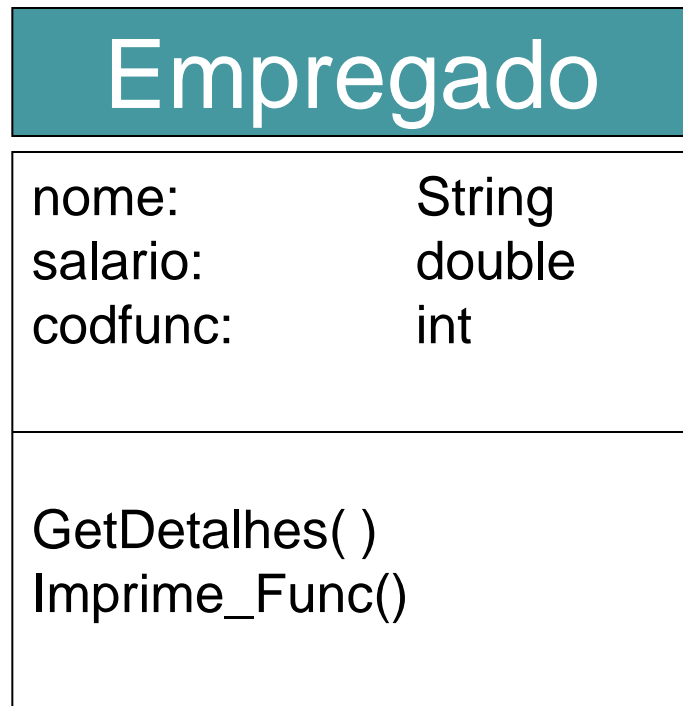 Empregado
nome: String
salario: double
codfunc: int
GetDetalhes( )
Imprime_Func()